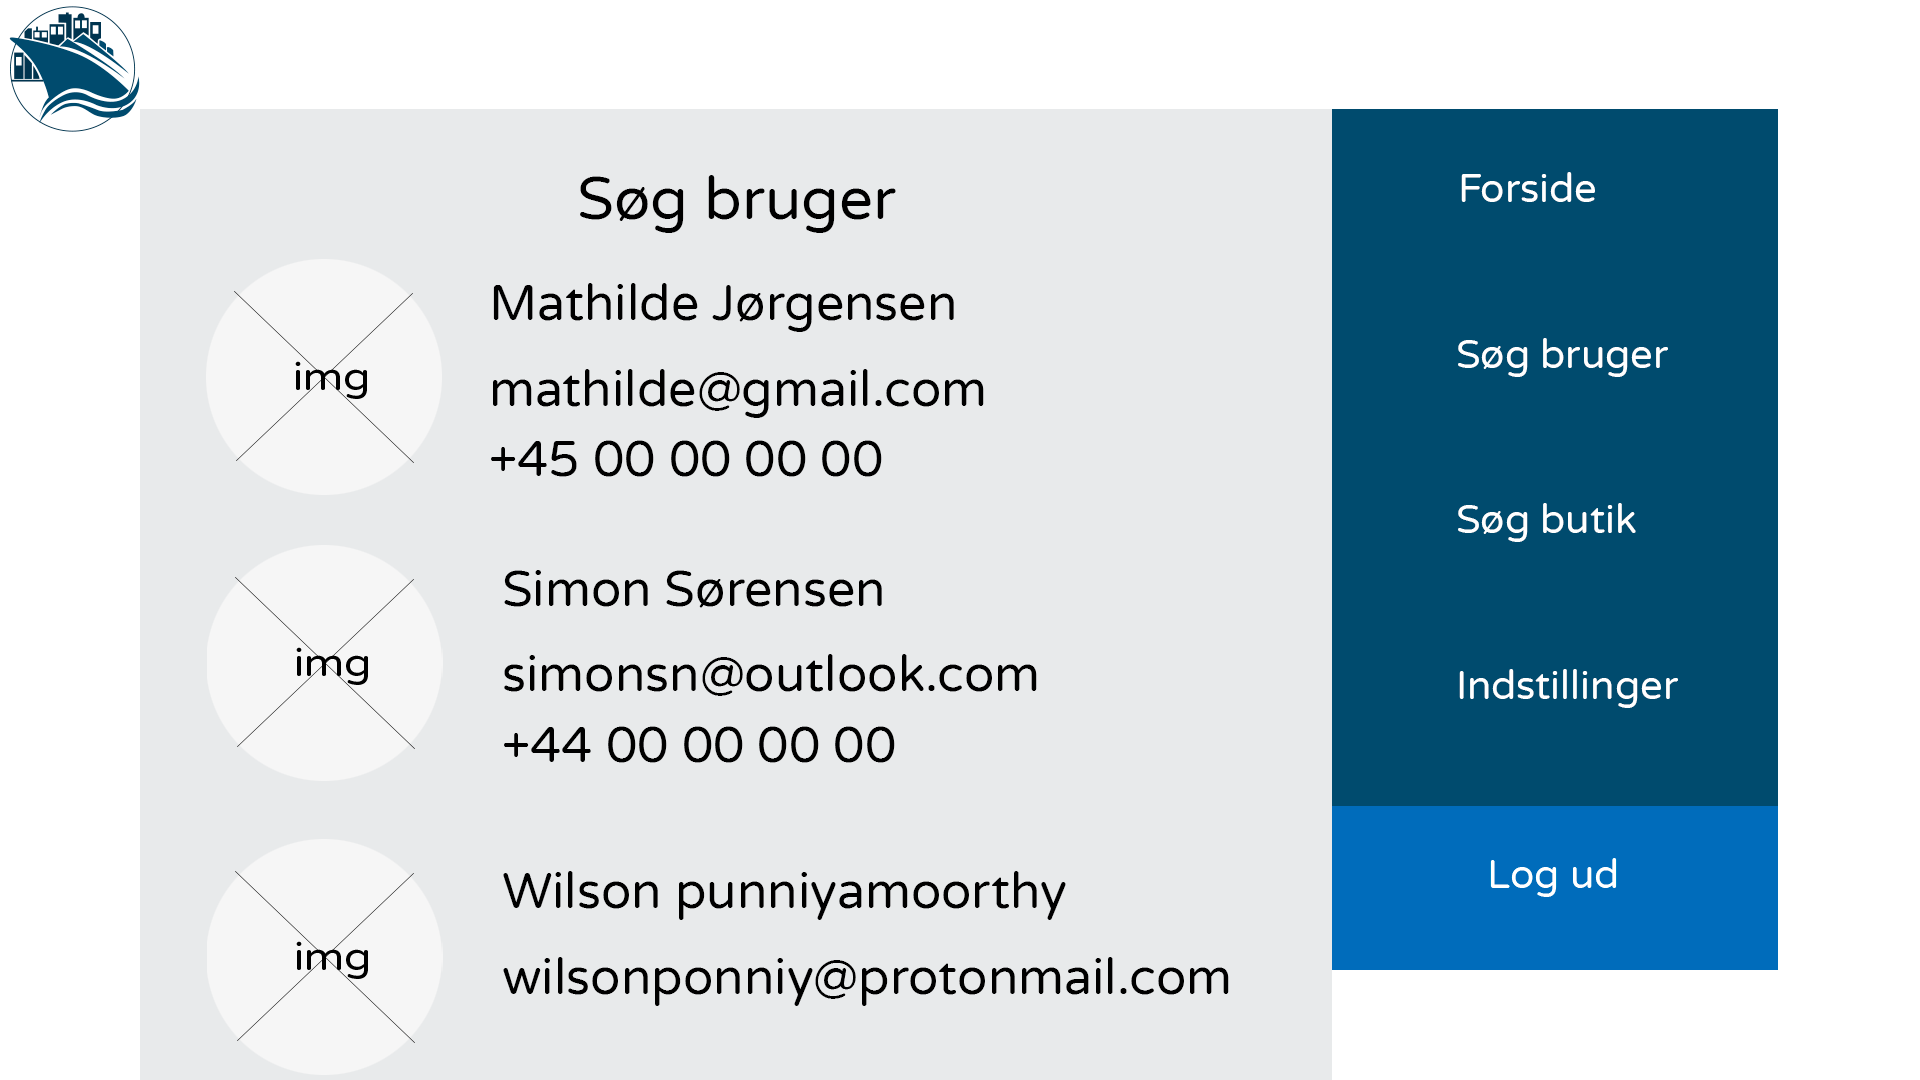 Søg bruger
img
Mathilde Jørgensen
mathilde@gmail.com
+45 00 00 00 00
img
Simon Sørensen
simonsn@outlook.com
+44 00 00 00 00
img
Wilson punniyamoorthy
wilsonponniy@protonmail.com
Forside
Søg bruger
Søg butik
Indstillinger
Log ud